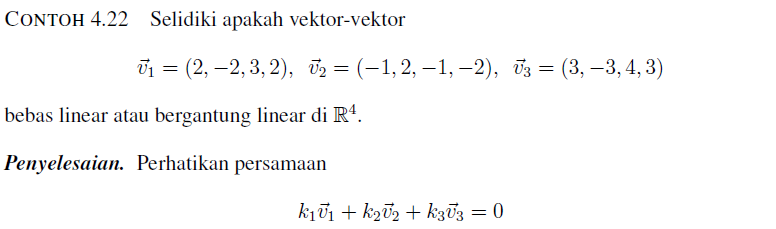 CONTOH 4.22 Selidiki apakah vektor-vektor
v⃗₁ = (2, −2, 3, 2), v⃗₂ = (−1, 2, −1, −2), v⃗₃ = (3, −3, 4, 3)
bebas linear atau bergantung linear di ℝ⁴.
Penyelesaian. Perhatikan persamaan
k₁v⃗₁ + k₂v⃗₂ + k₃v⃗₃ = 0